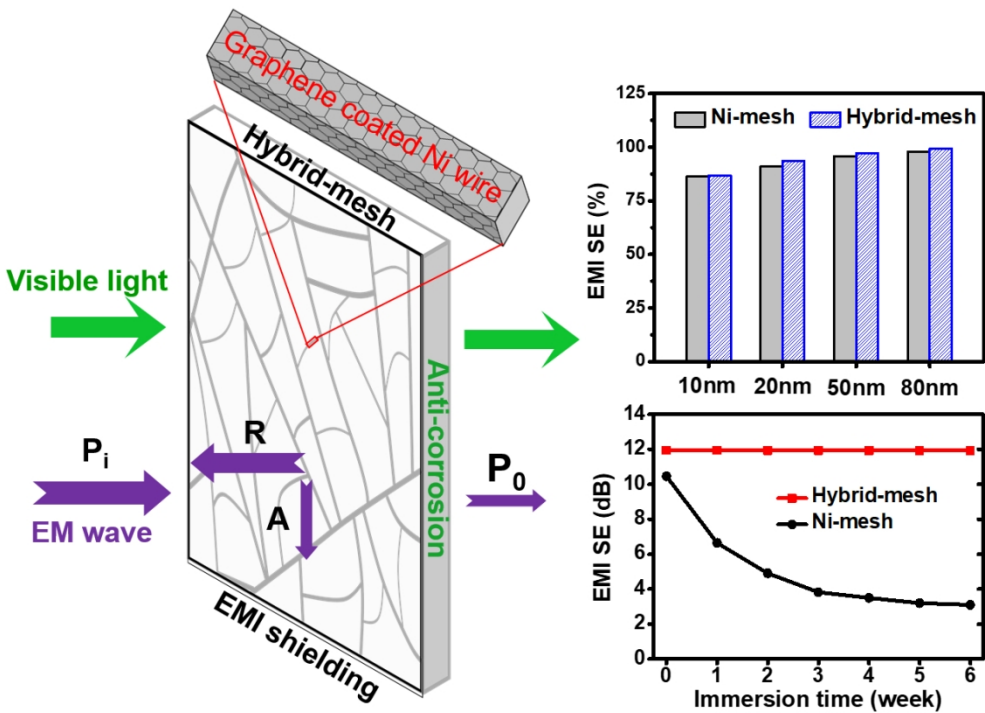 Graphene coated Ni wire
Hybrid-mesh
Visible light
Anti-corrosion
R
P_i
A
P_0
EM wave
EMI shielding
125
100
75
50
25
0
EMI SE (%)
Ni-mesh Hybrid-mesh
10nm 20nm 50nm 80nm
14
12
10
8
6
4
2
0
EMI SE (dB)
Hybrid-mesh
Ni-mesh
0 1 2 3 4 5 6
Immersion time (week)